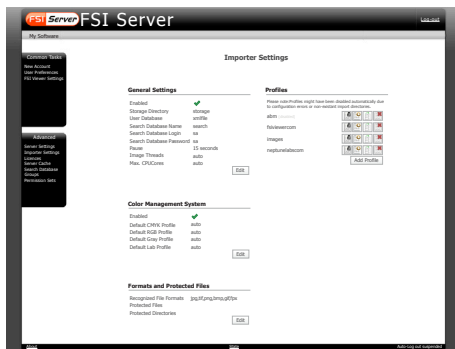 FSI Server FSI Server
Log-out
My Software
Common Tasks
New Account
User Preferences
FSI Viewer Settings
Advanced
Server Settings
Importer Settings
Licences
Server Cache
Search Database
Groups
Permission Sets
Importer Settings
General Settings
Enabled
Storage Directory storage
User Database xmlfile
Search Database Name search
Search Database Login sa
Search Database Password sa
Pause 15 seconds
Image Threads auto
Max. CPUCores auto
Edit
Color Management System
Enabled
Default CMYK Profile auto
Default RGB Profile auto
Default Gray Profile auto
Default Lab Profile auto
Edit
Formats and Protected Files
Recognized File Formats jpg,tif,png,bmp,gif,fps
Protected Files
Protected Directories
Edit
Profiles
Please note:Profiles might have been disabled automatically due
to configuration errors or non-existant import directories.
abm
fsiviewercom
images
neptunelabscom
Add Profile
About
State
Auto-Log out suspended